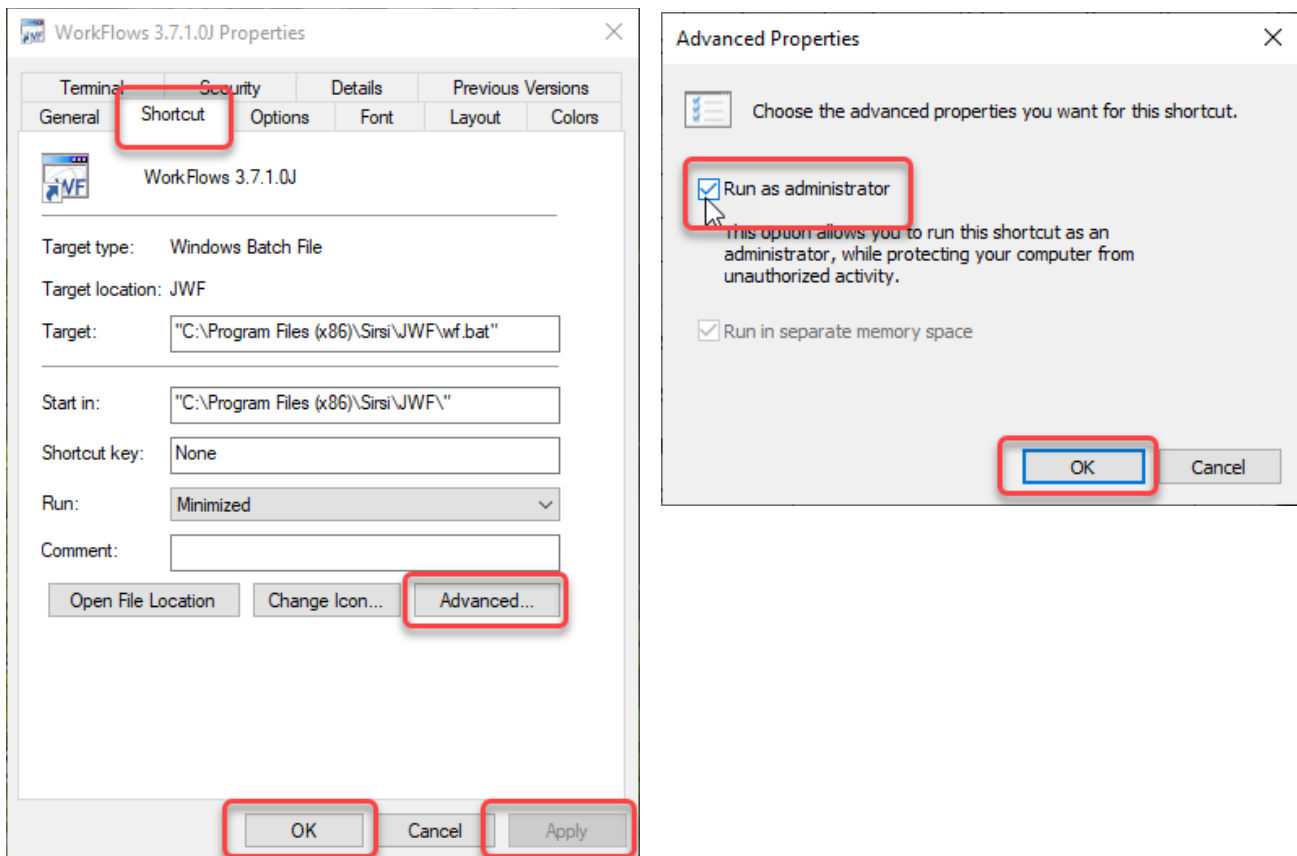 WorkFlows 3.7.1.0J Properties
Terminal Security Details Previous Versions
General Shortcut Options Font Layout Colors
WF
WorkFlows 3.7.1.0J
Target type: Windows Batch File
Target location: JWF
Target: "C:\Program Files (x86)\Sirsi\JWF\wf.bat"
Start in: "C:\Program Files (x86)\Sirsi\JWF\"
Shortcut key: None
Run: Minimized
Comment:
Open File Location Change Icon... Advanced...
OK Cancel Apply
Advanced Properties
Choose the advanced properties you want for this shortcut.
Run as administrator
This option allows you to run this shortcut as an
administrator, while protecting your computer from
unauthorized activity.
Run in separate memory space
OK Cancel